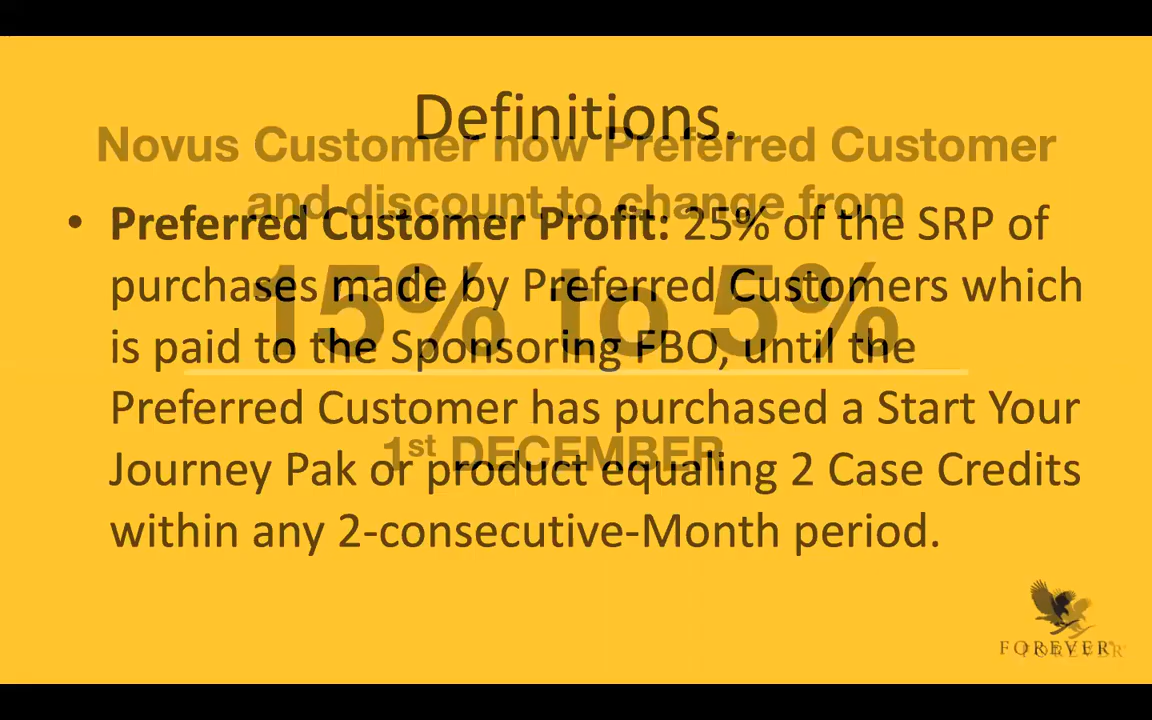 Definitions.
Novus Customer now Preferred Customer
and discount to change from
15% to 5%
1st DECEMBER
• Preferred Customer Profit: 25% of the SRP of
purchases made by Preferred Customers which
is paid to the Sponsoring FBO, until the
Preferred Customer has purchased a Start Your
Journey Pak or product equaling 2 Case Credits
within any 2-consecutive-Month period.
FOREVER
FOREVER